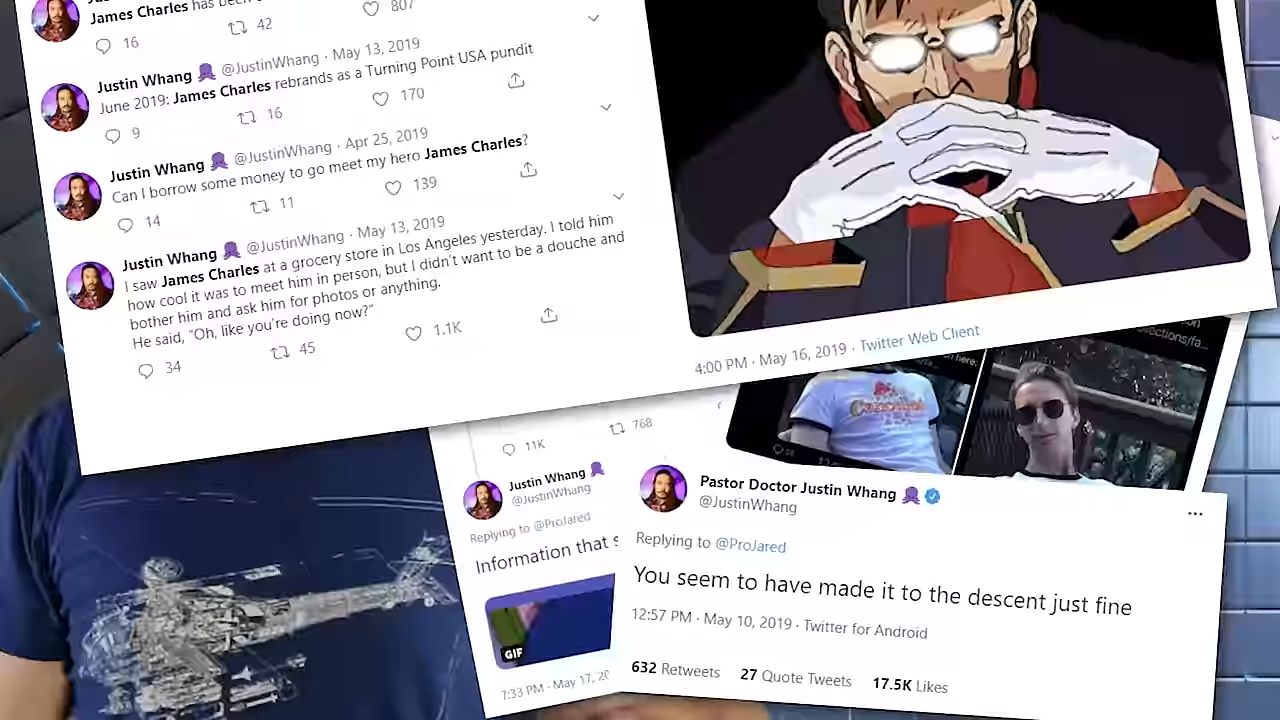 James Charles has been
16
42
807
Justin Whang @JustinWhang · May 13, 2019
June 2019: James Charles rebrands as a Turning Point USA pundit
9
16
170
Justin Whang @JustinWhang · Apr 25, 2019
Can I borrow some money to go meet my hero James Charles?
14
11
139
Justin Whang @JustinWhang · May 13, 2019
I saw James Charles at a grocery store in Los Angeles yesterday. I told him
how cool it was to meet him in person, but I didn't want to be a douche and
bother him and ask him for photos or anything.
He said, "Oh, like you're doing now?"
34
45
1.1K
4:00 PM · May 16, 2019 · Twitter Web Client
11K
768
Justin Whang
@JustinWhang
Replying to @ProJared
Information that s
GIF
7:33 PM · May 17, 20
Pastor Doctor Justin Whang
@JustinWhang
Replying to @ProJared
You seem to have made it to the descent just fine
12:57 PM · May 10, 2019 · Twitter for Android
632 Retweets 27 Quote Tweets 17.5K Likes